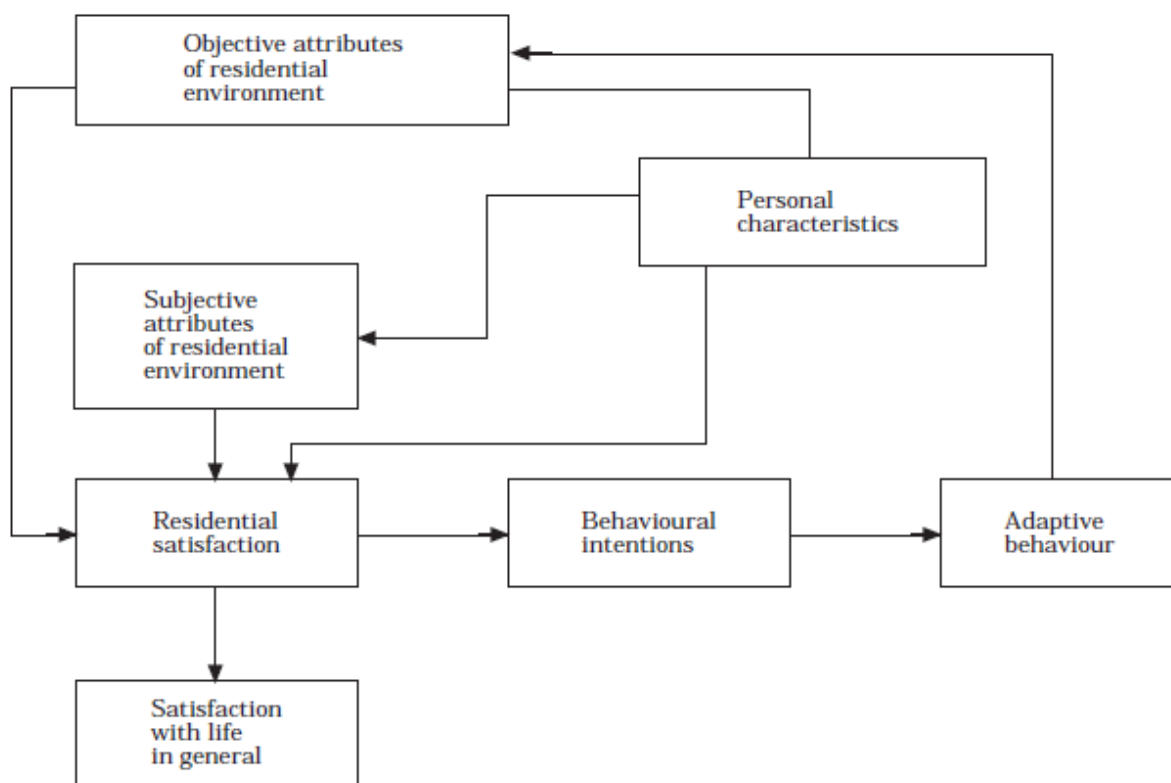 Objective attributes
of residential
environment
Personal
characteristics
Subjective
attributes
of residential
environment
Residential
satisfaction
Behavioural
intentions
Adaptive
behaviour
Satisfaction
with life
in general